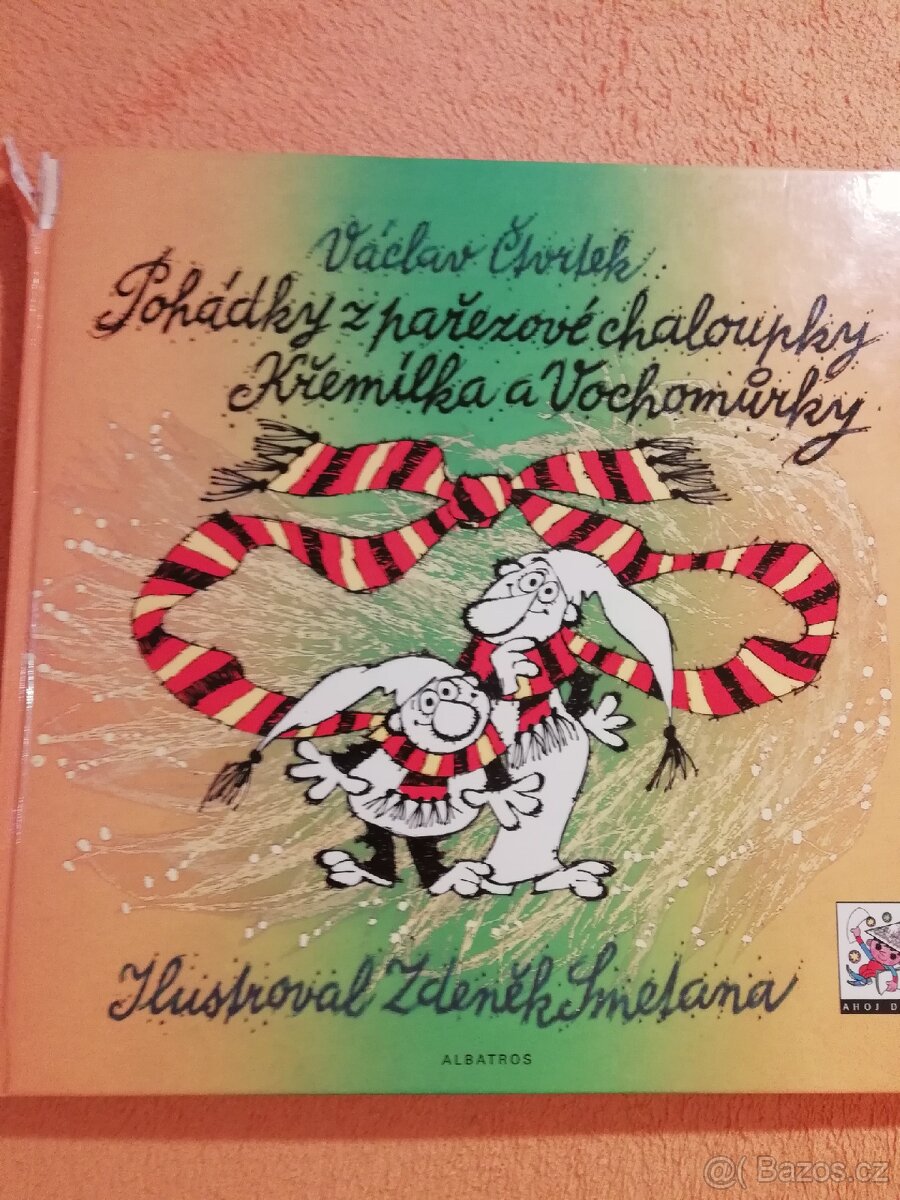 Václav Čtvrtek
Pohádky z pařezové chaloupky
Křemílka a Vochomůrky
Ilustroval Zdeněk Smetana
AHOJ D
ALBATROS
@( Bazos.cz